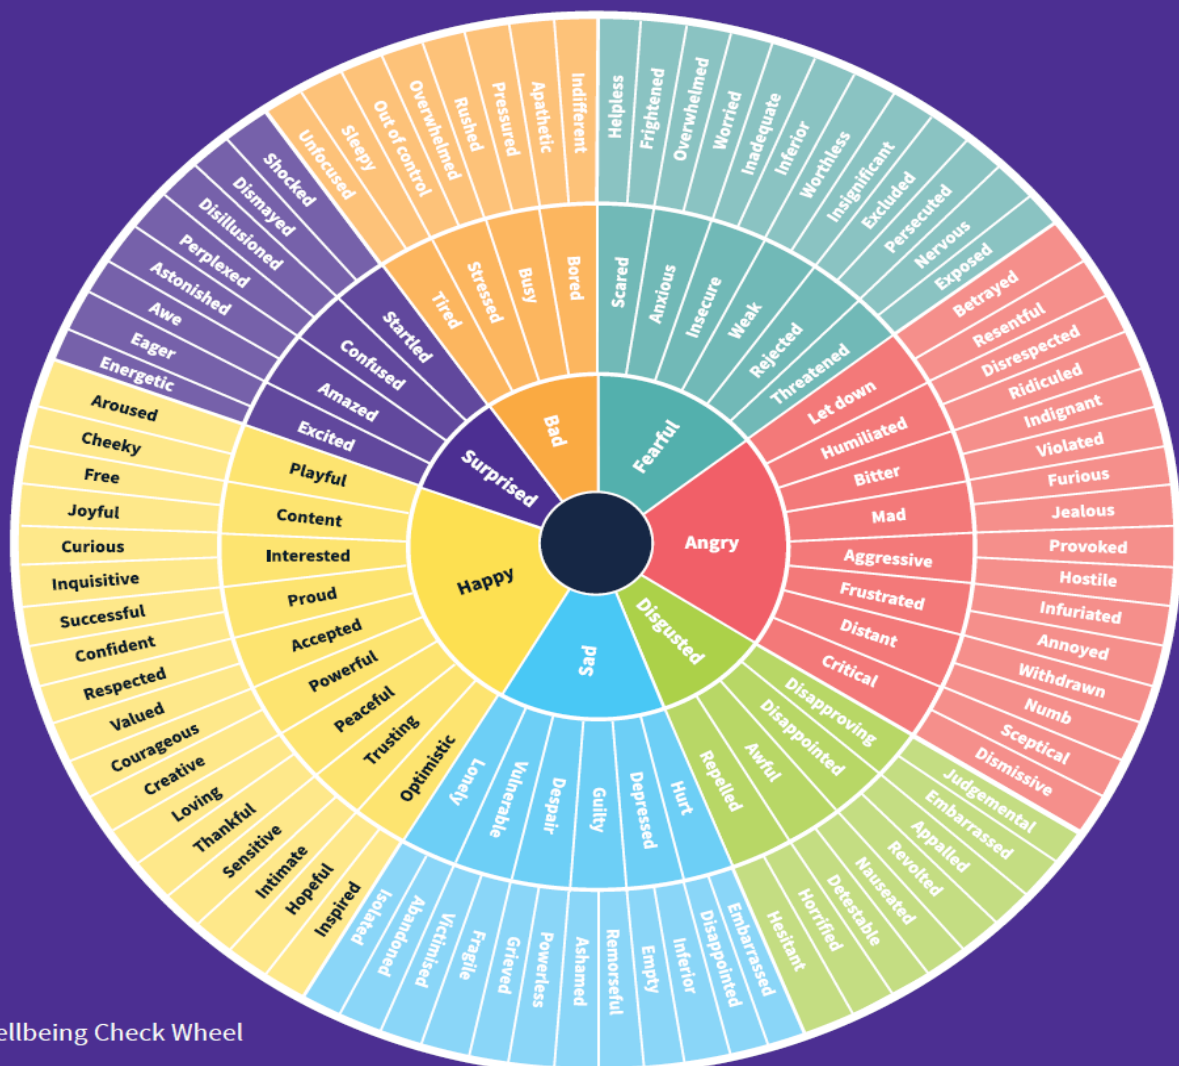 Bad
Fearful
Angry
Disgusted
Sad
Happy
Surprised
Tired
Stressed
Busy
Bored
Scared
Anxious
Insecure
Weak
Rejected
Threatened
Let down
Humiliated
Bitter
Mad
Aggressive
Frustrated
Distant
Critical
Disapproving
Disappointed
Awful
Repelled
Hurt
Depressed
Guilty
Despair
Vulnerable
Lonely
Optimistic
Trusting
Peaceful
Powerful
Accepted
Proud
Interested
Content
Playful
Excited
Amazed
Confused
Startled
Unfocused
Sleepy
Out of control
Overwhelmed
Rushed
Pressured
Apathetic
Indifferent
Helpless
Frightened
Overwhelmed
Worried
Inadequate
Inferior
Worthless
Insignificant
Excluded
Persecuted
Nervous
Exposed
Betrayed
Resentful
Disrespected
Ridiculed
Indignant
Violated
Furious
Jealous
Provoked
Hostile
Infuriated
Annoyed
Withdrawn
Numb
Sceptical
Dismissive
Judgemental
Embarrassed
Appalled
Revolted
Nauseated
Detestable
Horrified
Hesitant
Embarrassed
Disappointed
Inferior
Empty
Remorseful
Ashamed
Powerless
Grieved
Fragile
Victimised
Abandoned
Isolated
Inspired
Hopeful
Intimate
Sensitive
Thankful
Loving
Creative
Courageous
Valued
Respected
Confident
Successful
Inquisitive
Curious
Joyful
Free
Cheeky
Aroused
Energetic
Eager
Awe
Astonished
Perplexed
Disillusioned
Dismayed
Shocked
ellbeing Check Wheel